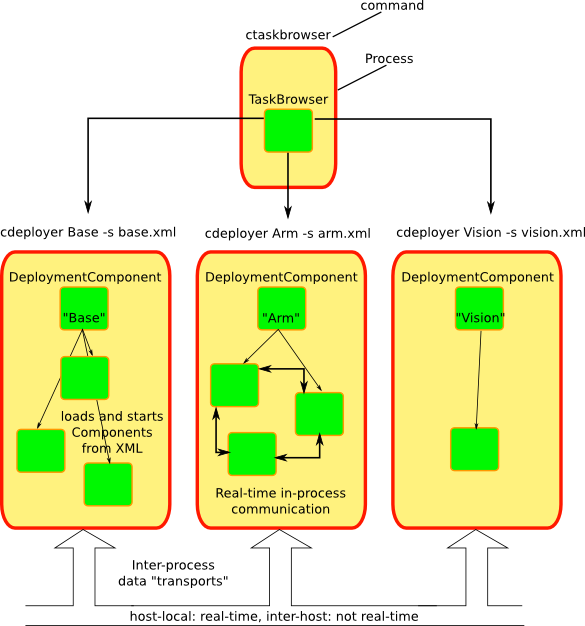 command
ctaskbrowser
Process
TaskBrowser
cdeployer Base -s base.xml
cdeployer Arm -s arm.xml
cdeployer Vision -s vision.xml
DeploymentComponent
DeploymentComponent
DeploymentComponent
"Base"
"Arm"
"Vision"
loads and starts
Components
from XML
Real-time in-process
communication
Inter-process
data "transports"
host-local: real-time, inter-host: not real-time